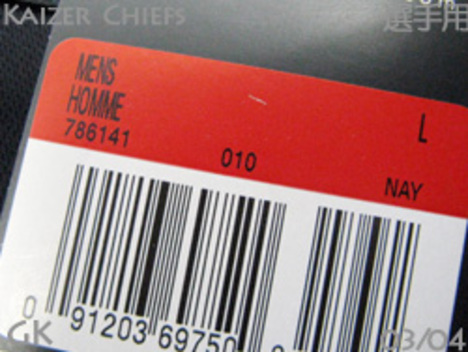 KAIZER CHIEFS
選手用
MENS
HOMME
786141
010
L
NAY
0
91203 69750
GK
03/04